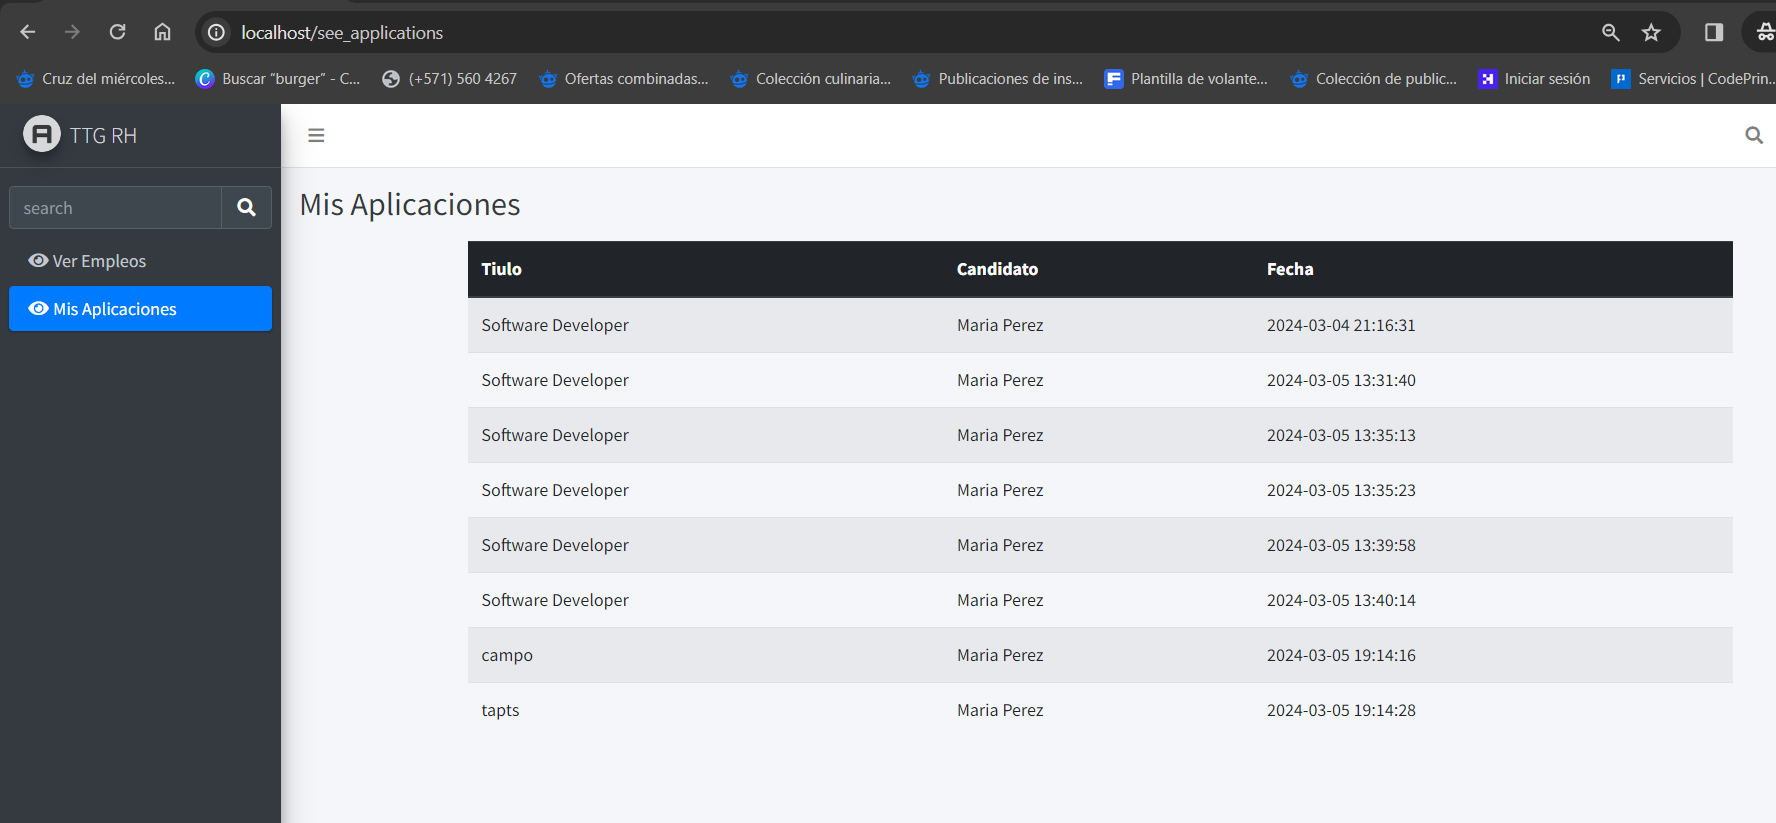 localhost/see_applications
Cruz del miércoles... Buscar “burger” - C... (+571) 560 4267 Ofertas combinadas... Colección culinaria... Publicaciones de ins... Plantilla de volante... Colección de public... Iniciar sesión Servicios | CodePrin...
TTG RH
search
Ver Empleos
Mis Aplicaciones
Mis Aplicaciones
Tiulo Candidato Fecha
Software Developer Maria Perez 2024-03-04 21:16:31
Software Developer Maria Perez 2024-03-05 13:31:40
Software Developer Maria Perez 2024-03-05 13:35:13
Software Developer Maria Perez 2024-03-05 13:35:23
Software Developer Maria Perez 2024-03-05 13:39:58
Software Developer Maria Perez 2024-03-05 13:40:14
campo Maria Perez 2024-03-05 19:14:16
tapts Maria Perez 2024-03-05 19:14:28